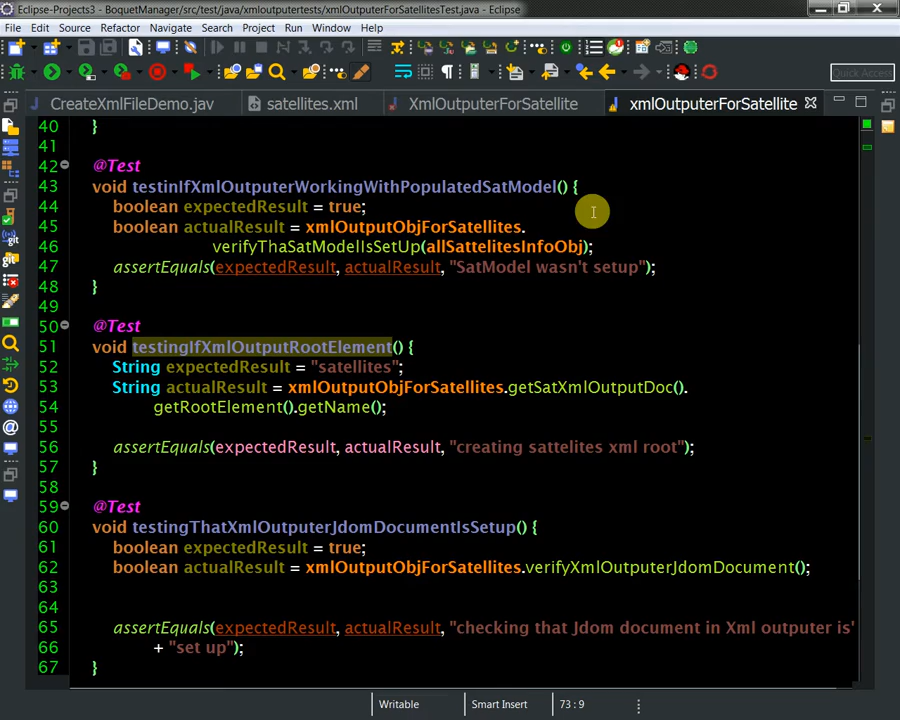 Eclipse-Projects3 - BoquetManager/src/test/java/xmloutputertests/xmlOutputerForSatellitesTest.java - Eclipse
File Edit Source Refactor Navigate Search Project Run Window Help
Quick Access
CreateXmlFileDemo.jav satellites.xml XmlOutputerForSatellite xmlOutputerForSatellite
40 }
41
42 @Test
43 void testinIfXmlOutputerWorkingWithPopulatedSatModel() {
44 boolean expectedResult = true;
45 boolean actualResult = xmlOutputObjForSatellites.
46 verifyThaSatModelIsSetUp(allSattelitesInfoObj);
47 assertEquals(expectedResult, actualResult, "SatModel wasn't setup");
48 }
49
50 @Test
51 void testingIfXmlOutputRootElement() {
52 String expectedResult = "satellites";
53 String actualResult = xmlOutputObjForSatellites.getSatXmlOutputDoc().
54 getRootElement().getName();
55
56 assertEquals(expectedResult, actualResult, "creating sattelites xml root");
57 }
58
59 @Test
60 void testingThatXmlOutputerJdomDocumentIsSetup() {
61 boolean expectedResult = true;
62 boolean actualResult = xmlOutputObjForSatellites.verifyXmlOutputerJdomDocument();
63
64
65 assertEquals(expectedResult, actualResult, "checking that Jdom document in Xml outputer is'
66 + "set up");
67 }
Writable Smart Insert 73 : 9